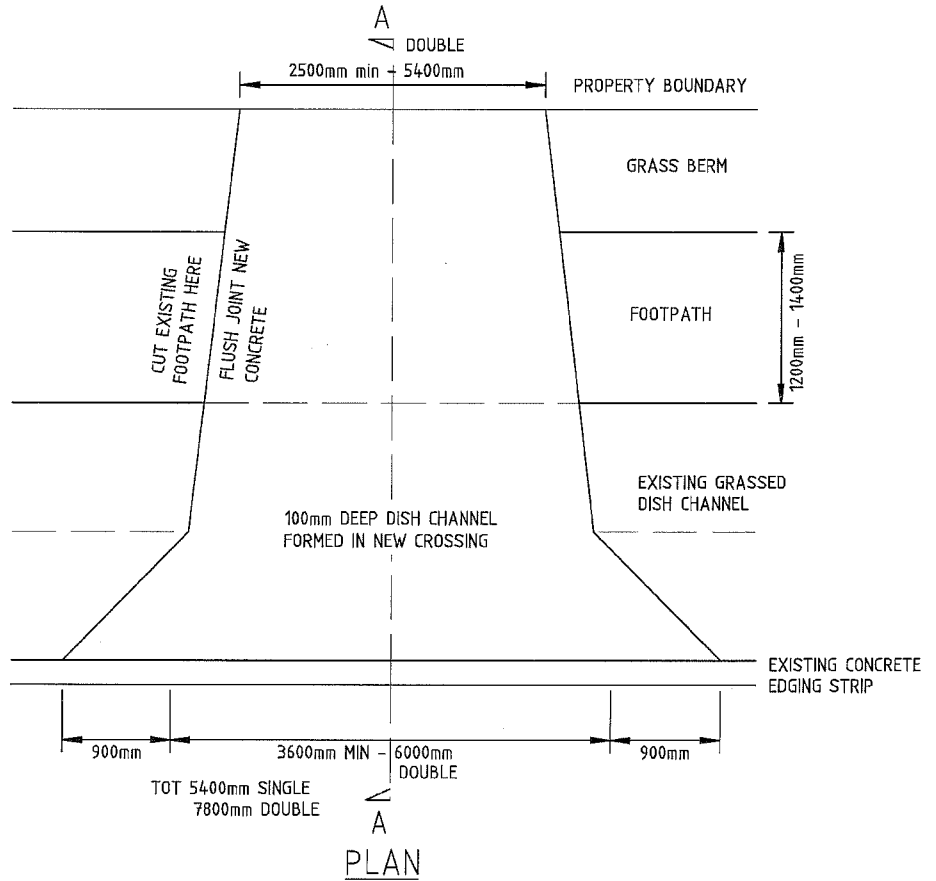 A
DOUBLE
2500mm min - 5400mm
PROPERTY BOUNDARY
GRASS BERM
CUT EXISTING
FOOTPATH HERE
FLUSH JOINT NEW
CONCRETE
FOOTPATH
1200mm - 1400mm
EXISTING GRASSED
DISH CHANNEL
100mm DEEP DISH CHANNEL
FORMED IN NEW CROSSING
EXISTING CONCRETE
EDGING STRIP
900mm
3600mm MIN - 6000mm
DOUBLE
900mm
TOT 5400mm SINGLE
7800mm DOUBLE
A
PLAN